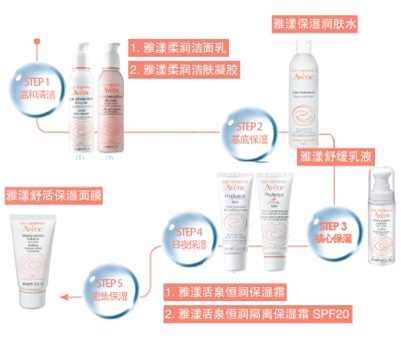 STEP 1
温和清洁
Avène
Avène
1. 雅漾柔润洁面乳
2. 雅漾柔润洁肤凝胶
雅漾保湿润肤水
Avène
STEP 2
基底保湿
雅漾舒缓乳液
Avène
STEP 3
核心保湿
STEP 4
日夜保湿
Avène
Hydrance
Avène
Hydrance
1. 雅漾活泉恒润保湿霜
2. 雅漾活泉恒润隔离保湿霜 SPF20
雅漾舒活保湿面膜
Avène
STEP 5
密集保湿